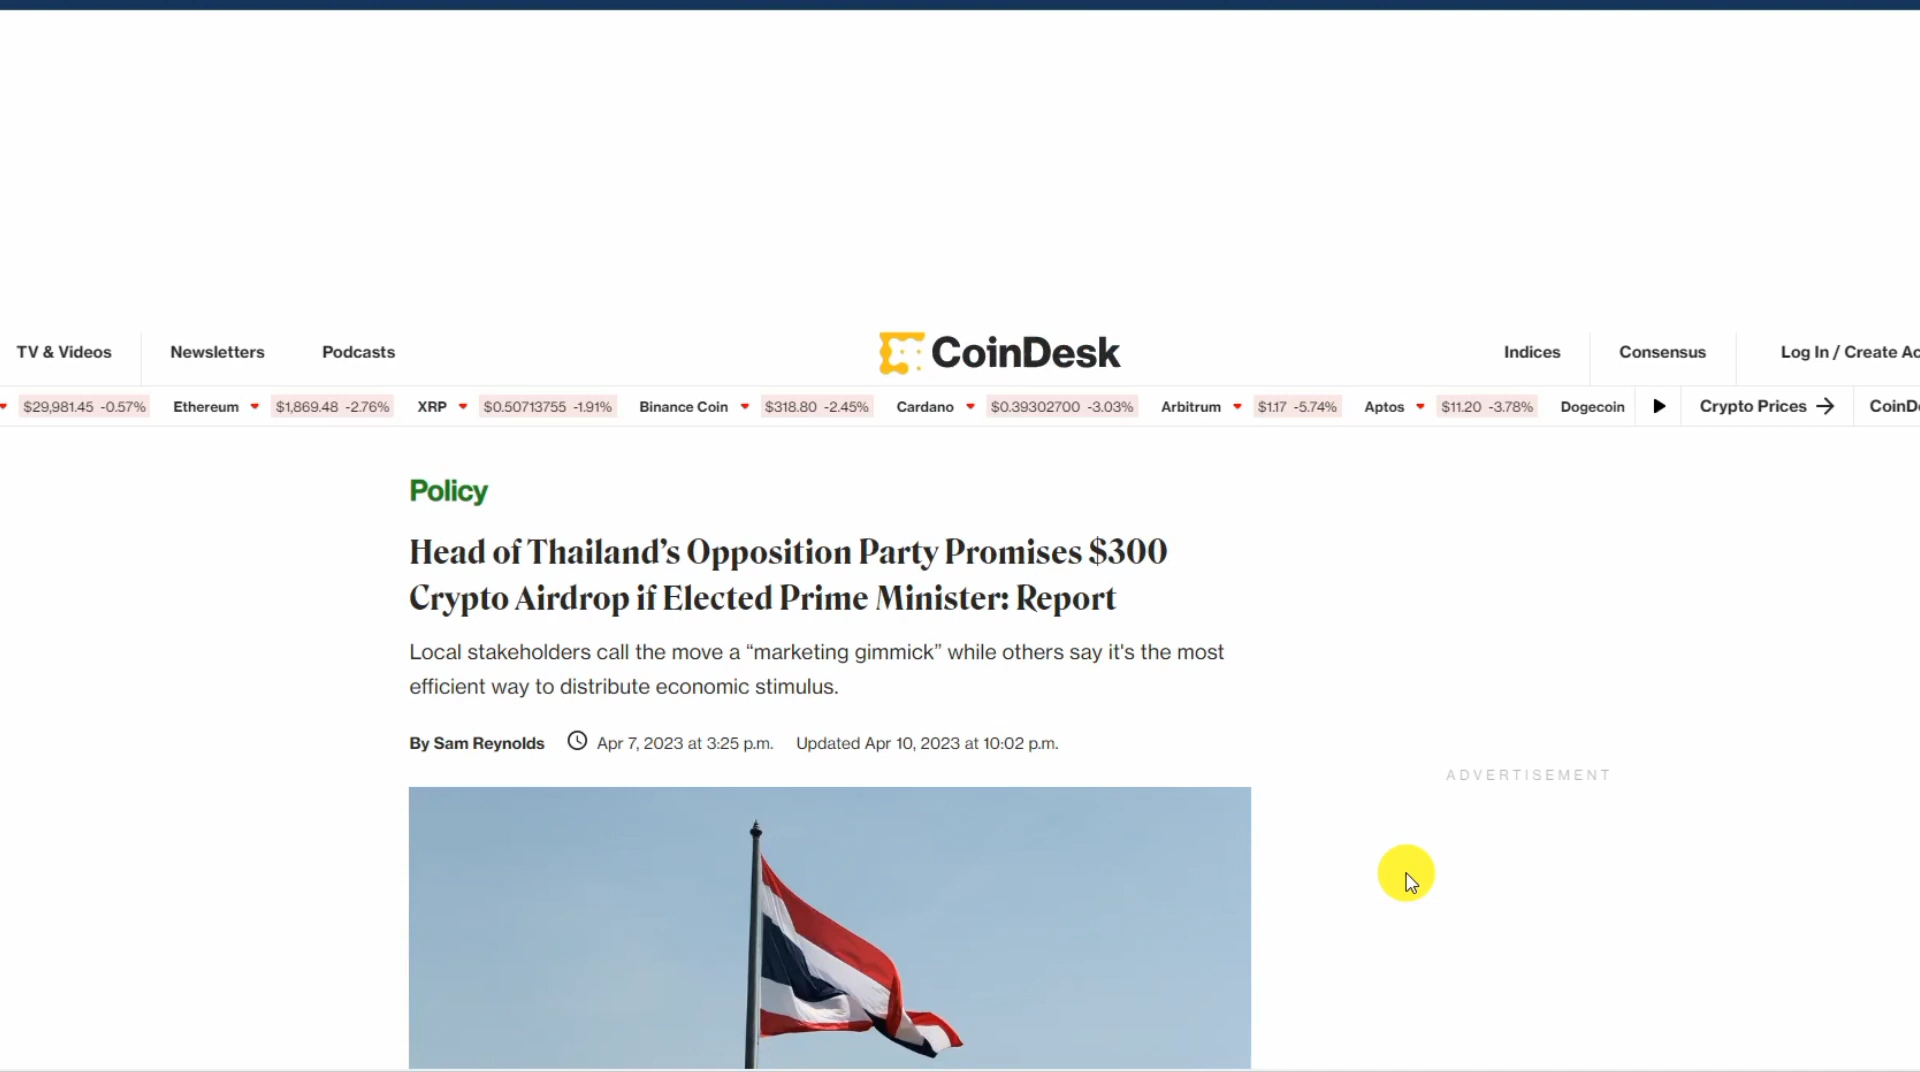 TV & Videos Newsletters Podcasts CoinDesk Indices Consensus Log In / Create Ac
$29,981.45 -0.57% Ethereum $1,869.48 -2.76% XRP $0.50713755 -1.91% Binance Coin $318.80 -2.45% Cardano $0.39302700 -3.03% Arbitrum $1.17 -5.74% Aptos $11.20 -3.78% Dogecoin Crypto Prices → CoinD
Policy
Head of Thailand’s Opposition Party Promises $300
Crypto Airdrop if Elected Prime Minister: Report
Local stakeholders call the move a “marketing gimmick” while others say it's the most
efficient way to distribute economic stimulus.
By Sam Reynolds Apr 7, 2023 at 3:25 p.m. Updated Apr 10, 2023 at 10:02 p.m.
ADVERTISEMENT